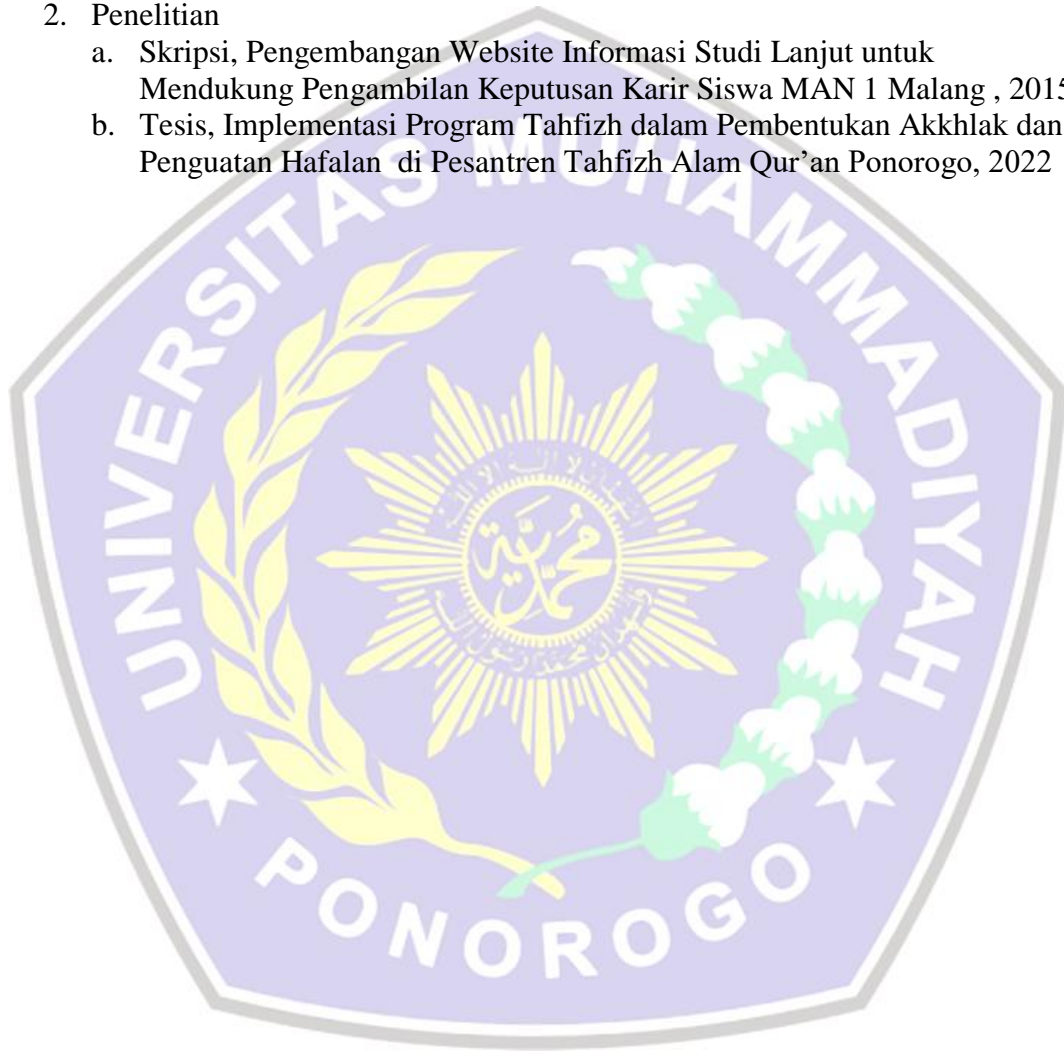 2. Penelitian
a. Skripsi, Pengembangan Website Informasi Studi Lanjut untuk
Mendukung Pengambilan Keputusan Karir Siswa MAN 1 Malang , 2015
b. Tesis, Implementasi Program Tahfizh dalam Pembentukan Akkhlak dan
Penguatan Hafalan di Pesantren Tahfizh Alam Qur’an Ponorogo, 2022
UNIVERSITAS MUHAMMADIYAH
محمدية
PONOROGO